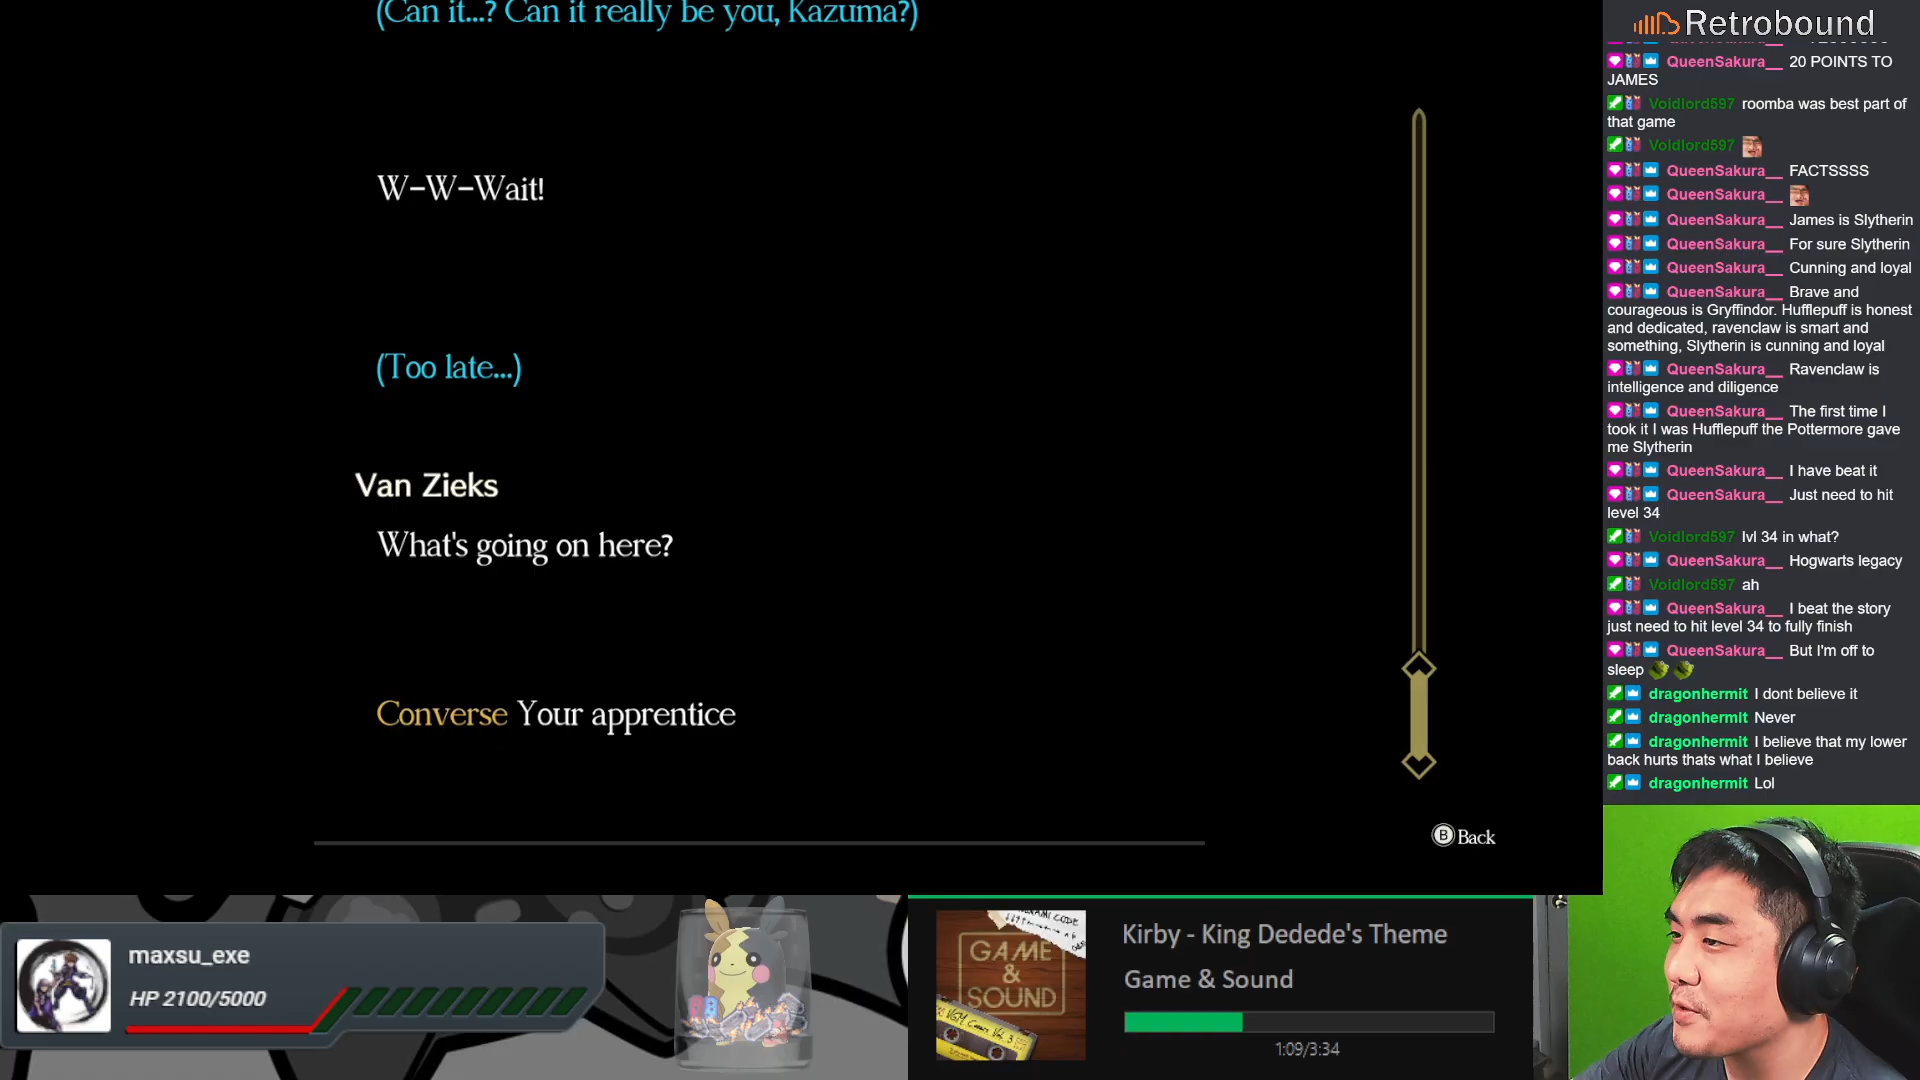 (Can it...? Can it really be you, Kazuma?)
W-W-Wait!
(Too late...)
Van Zieks
What's going on here?
Converse Your apprentice
B Back
Retrobound
QueenSakura__ 20 POINTS TO
JAMES
Voidlord597 roomba was best part of
that game
Voidlord597
QueenSakura__ FACTSSSS
QueenSakura__
QueenSakura__ James is Slytherin
QueenSakura__ For sure Slytherin
QueenSakura__ Cunning and loyal
QueenSakura__ Brave and
courageous is Gryffindor. Hufflepuff is honest
and dedicated, ravenclaw is smart and
something, Slytherin is cunning and loyal
QueenSakura__ Ravenclaw is
intelligence and diligence
QueenSakura__ The first time I
took it I was Hufflepuff the Pottermore gave
me Slytherin
QueenSakura__ I have beat it
QueenSakura__ Just need to hit
level 34
Voidlord597 lvl 34 in what?
QueenSakura__ Hogwarts legacy
Voidlord597 ah
QueenSakura__ I beat the story
just need to hit level 34 to fully finish
QueenSakura__ But I'm off to
sleep
dragonhermit I dont believe it
dragonhermit Never
dragonhermit I believe that my lower
back hurts thats what I believe
dragonhermit Lol
maxsu_exe
HP 2100/5000
GAME
&
SOUND
Kirby - King Dedede's Theme
Game & Sound
1:09/3:34